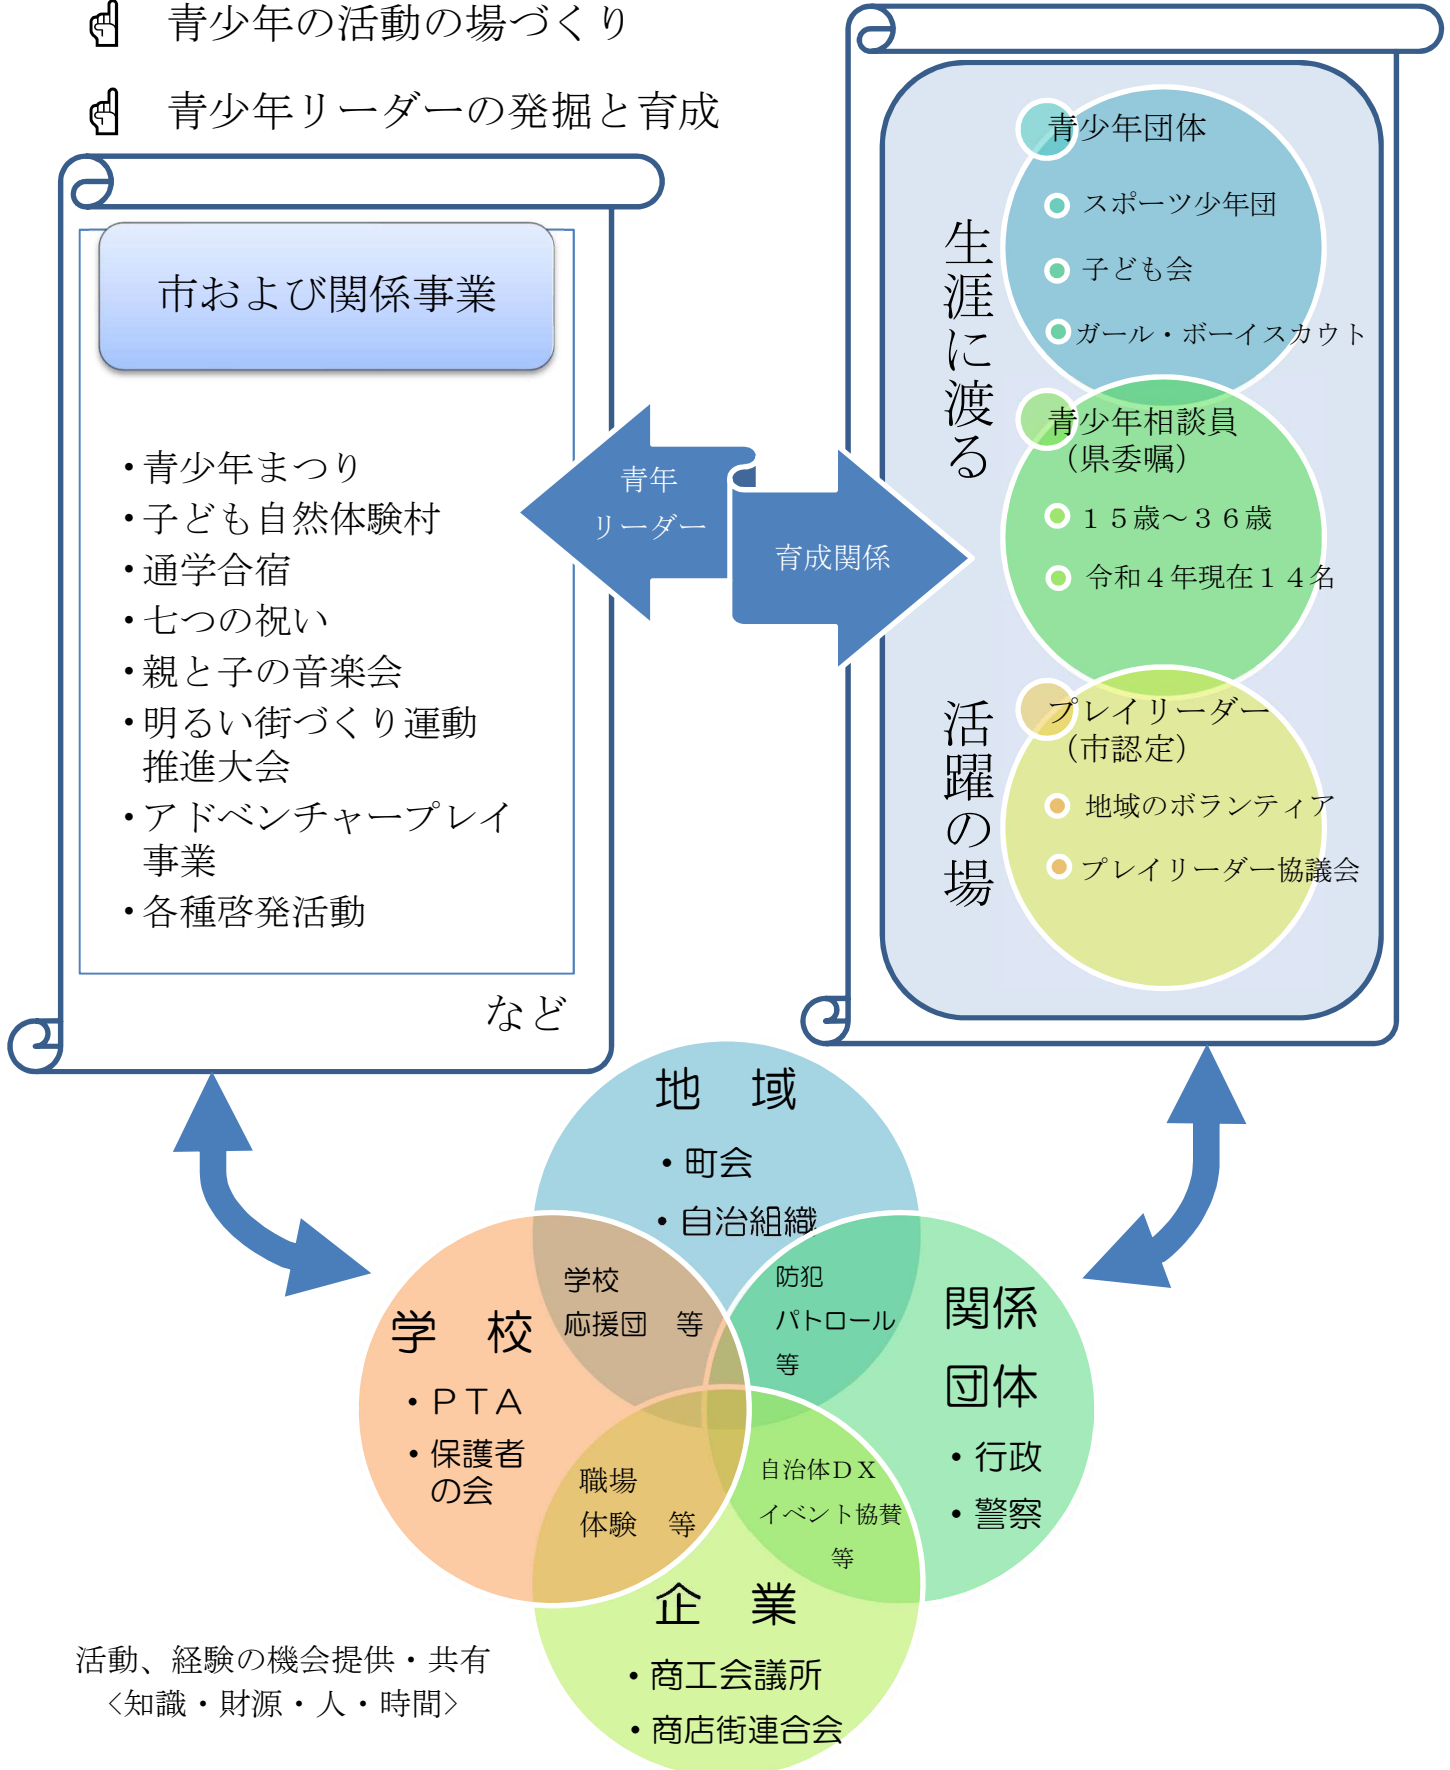 青少年の活動の場づくり
青少年リーダーの発掘と育成
市および関係事業
・青少年まつり
・子ども自然体験村
・通学合宿
・七つの祝い
・親と子の音楽会
・明るい街づくり運動
推進大会
・アドベンチャープレイ
事業
・各種啓発活動
など
青年
リーダー
育成関係
生涯に渡る
活躍の場
青少年団体
スポーツ少年団
子ども会
ガール・ボーイスカウト
青少年相談員
（県委嘱）
１５歳～３６歳
令和４年現在１４名
プレイリーダー
（市認定）
地域のボランティア
プレイリーダー協議会
地　域
・町会
・自治組織
学校
応援団　等
防犯
パトロール
等
学　校
・ＰＴＡ
・保護者
の会
関係
団体
・行政
・警察
職場
体験　等
自治体ＤＸ
イベント協賛
等
企　業
・商工会議所
・商店街連合会
活動、経験の機会提供・共有
<知識・財源・人・時間>